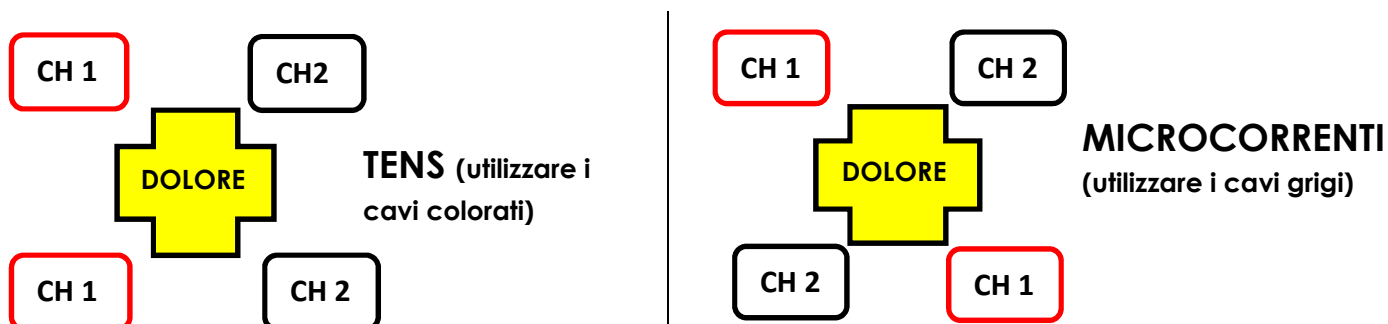 CH 1
CH2
DOLORE
TENS (utilizzare i
cavi colorati)
CH 1
CH 2
CH 1
CH 2
DOLORE
MICROCORRENTI
(utilizzare i cavi grigi)
CH 2
CH 1